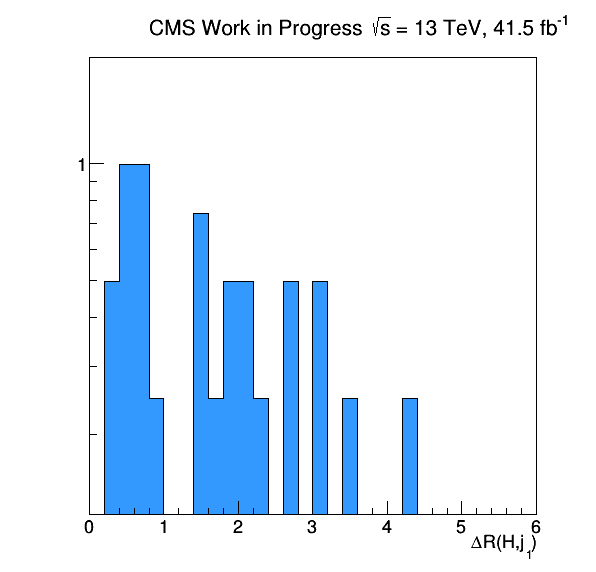 CMS Work in Progress √s = 13 TeV, 41.5 fb⁻¹
1
0 1 2 3 4 5 6
ΔR(H,j₁)